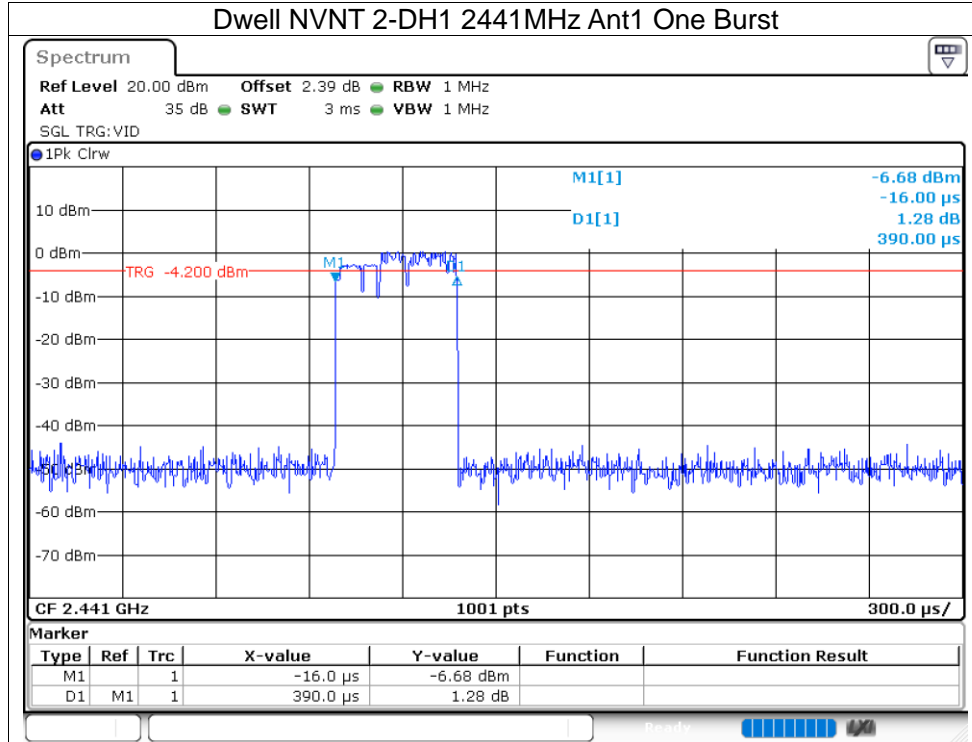 Dwell NVNT 2-DH1 2441MHz Ant1 One Burst
Spectrum
Ref Level 20.00 dBm Offset 2.39 dB RBW 1 MHz
Att 35 dB SWT 3 ms VBW 1 MHz
SGL TRG:VID
1Pk Clrw
M1[1] -6.68 dBm
-16.00 µs
10 dBm
D1[1] 1.28 dB
390.00 µs
0 dBm
M1
D1
TRG -4.200 dBm
-10 dBm
-20 dBm
-30 dBm
-40 dBm
-50 dBm
-60 dBm
-70 dBm
CF 2.441 GHz 1001 pts 300.0 µs/
Marker
Type Ref Trc X-value Y-value Function Function Result
M1 1 -16.0 µs -6.68 dBm
D1 M1 1 390.0 µs 1.28 dB
Ready LXI